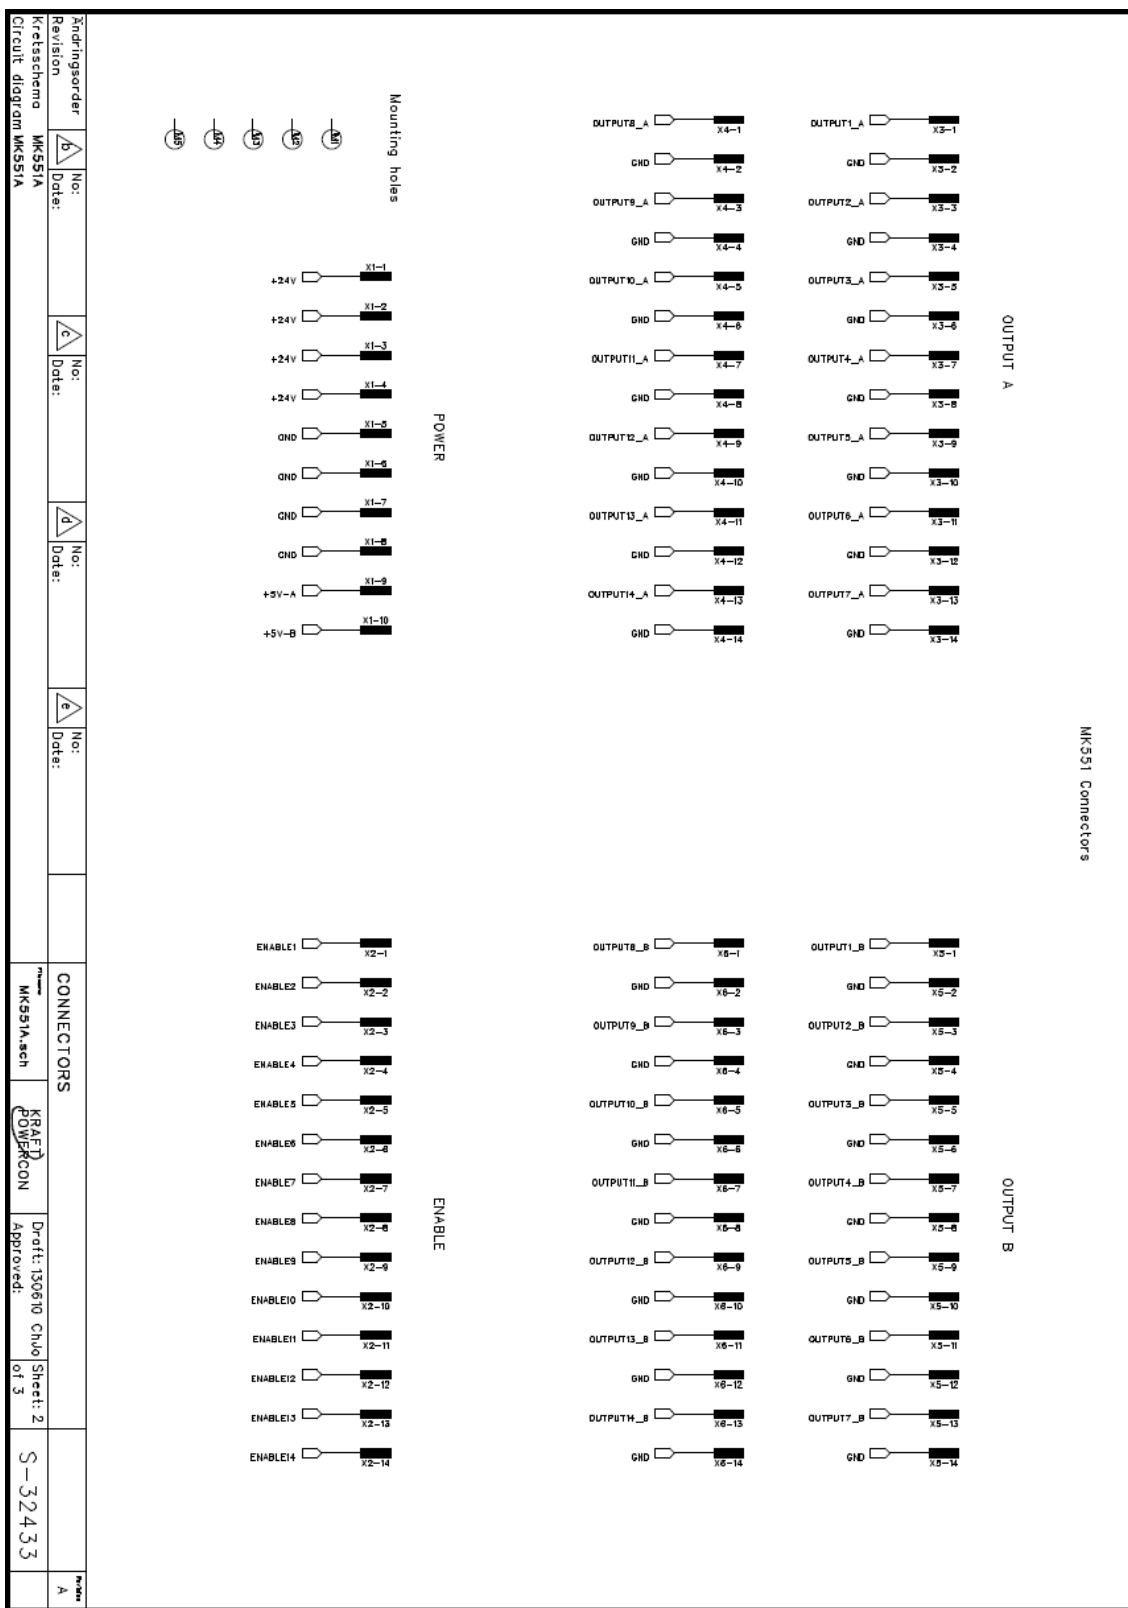 MK551 Connectors
OUTPUT A
OUTPUT1_A X3-1
GND X3-2
OUTPUT2_A X3-3
GND X3-4
OUTPUT3_A X3-5
GND X3-6
OUTPUT4_A X3-7
GND X3-8
OUTPUT5_A X3-9
GND X3-10
OUTPUT6_A X3-11
GND X3-12
OUTPUT7_A X3-13
GND X3-14
OUTPUT8_A X4-1
GND X4-2
OUTPUT9_A X4-3
GND X4-4
OUTPUT10_A X4-5
GND X4-6
OUTPUT11_A X4-7
GND X4-8
OUTPUT12_A X4-9
GND X4-10
OUTPUT13_A X4-11
GND X4-12
OUTPUT14_A X4-13
GND X4-14
OUTPUT B
OUTPUT1_B X5-1
GND X5-2
OUTPUT2_B X5-3
GND X5-4
OUTPUT3_B X5-5
GND X5-6
OUTPUT4_B X5-7
GND X5-8
OUTPUT5_B X5-9
GND X5-10
OUTPUT6_B X5-11
GND X5-12
OUTPUT7_B X5-13
GND X5-14
OUTPUT8_B X6-1
GND X6-2
OUTPUT9_B X6-3
GND X6-4
OUTPUT10_B X6-5
GND X6-6
OUTPUT11_B X6-7
GND X6-8
OUTPUT12_B X6-9
GND X6-10
OUTPUT13_B X6-11
GND X6-12
OUTPUT14_B X6-13
GND X6-14
POWER
+24V X1-1
+24V X1-2
+24V X1-3
+24V X1-4
GND X1-5
GND X1-6
GND X1-7
GND X1-8
+5V-A X1-9
+5V-B X1-10
ENABLE
ENABLE1 X2-1
ENABLE2 X2-2
ENABLE3 X2-3
ENABLE4 X2-4
ENABLE5 X2-5
ENABLE6 X2-6
ENABLE7 X2-7
ENABLE8 X2-8
ENABLE9 X2-9
ENABLE10 X2-10
ENABLE11 X2-11
ENABLE12 X2-12
ENABLE13 X2-13
ENABLE14 X2-14
Mounting holes
M1
M2
M3
M4
M5
Ändringsorder
Revision
b No:
Date:
c No:
Date:
d No:
Date:
e No:
Date:
CONNECTORS
A
Kretsschema MK551A
Circuit diagram MK551A
Filename
MK551A.sch
KRAFT
POWERCON
Draft: 130610 ChJo
Approved:
Sheet: 2
of 3
S-32433